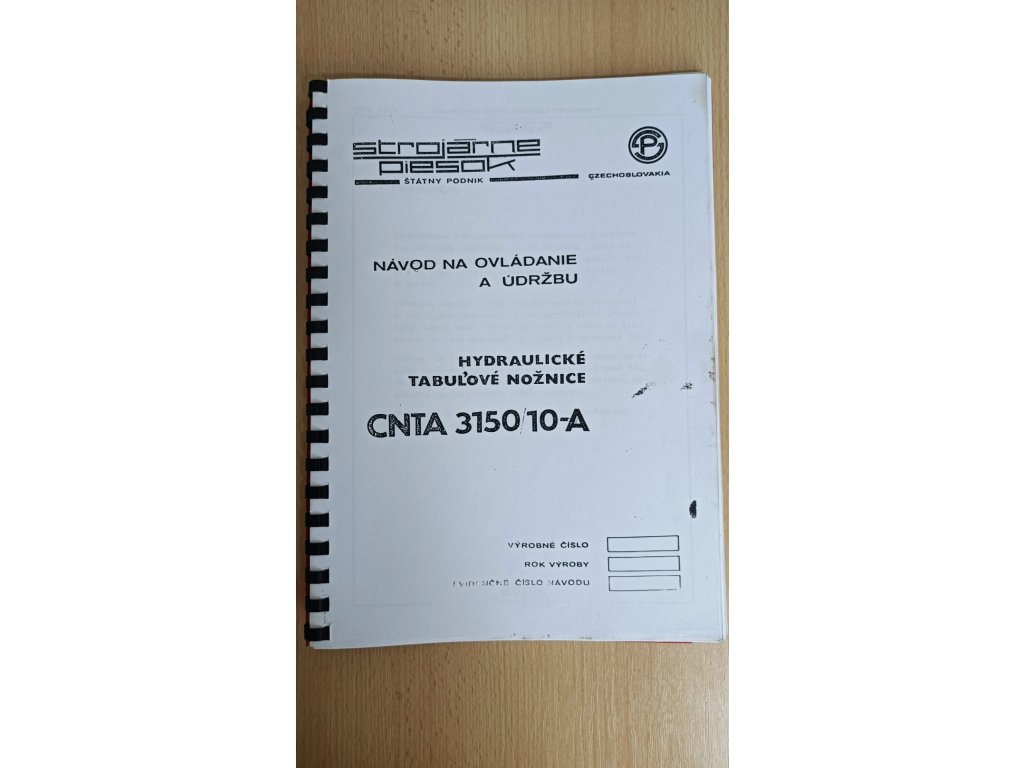 strojárne
piesok
ŠTÁTNY PODNIK
P
CZECHOSLOVAKIA
NÁVOD NA OVLÁDANIE
A ÚDRŽBU
HYDRAULICKÉ
TABUĽOVÉ NOŽNICE
CNTA 3150/10-A
VÝROBNÉ ČÍSLO
ROK VÝROBY
EVIDENČNÉ ČÍSLO NÁVODU